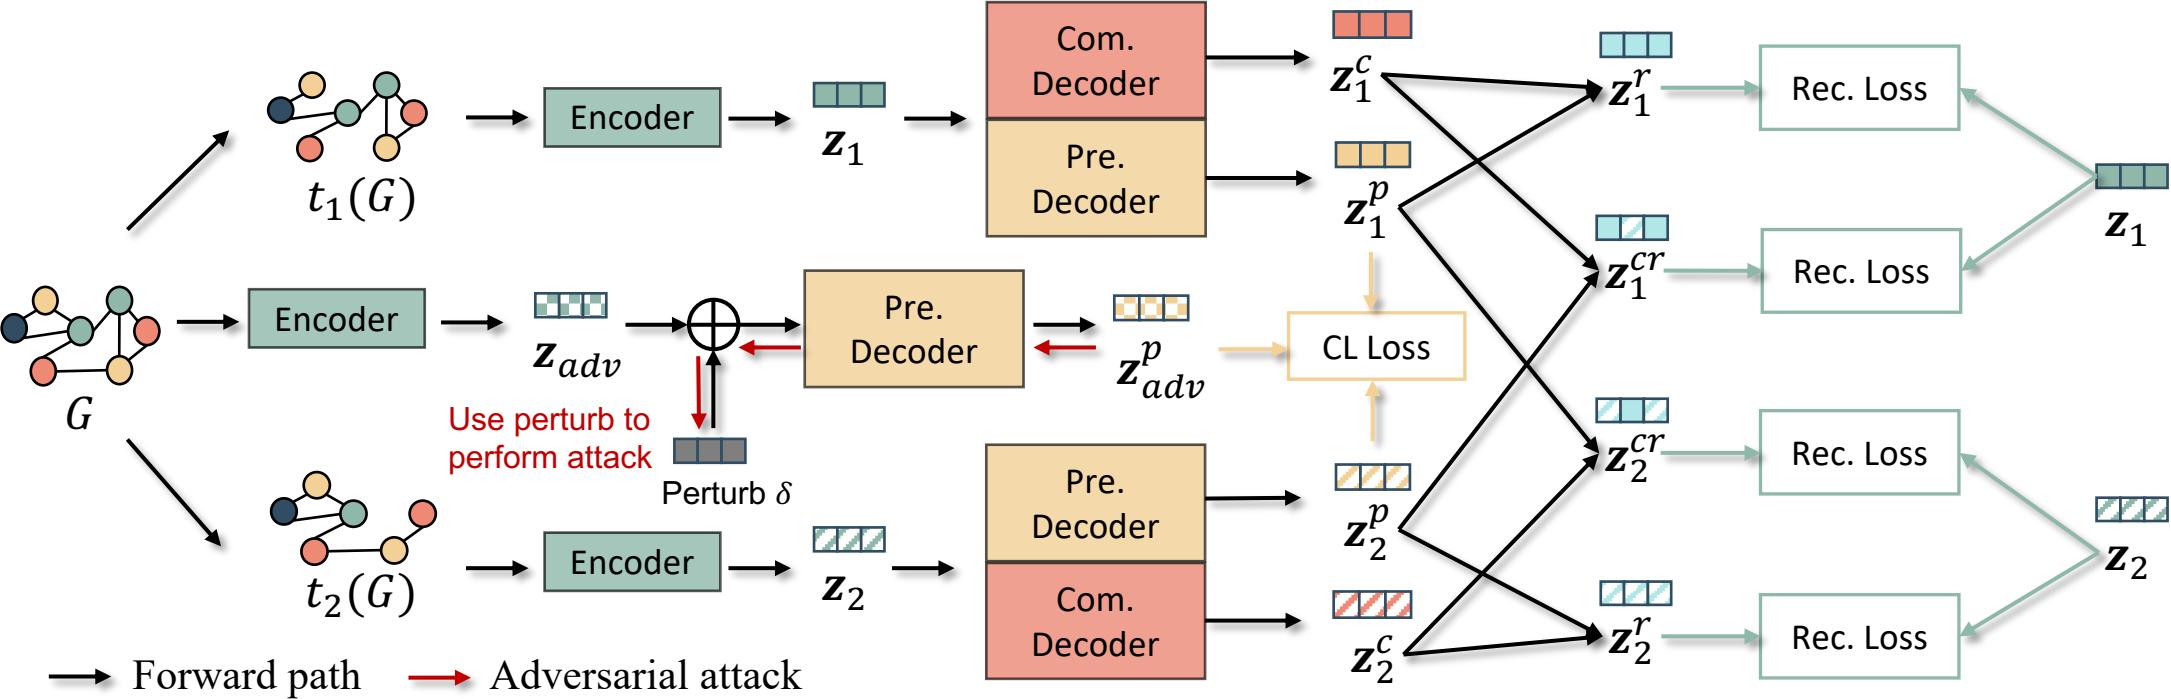 Com.
Decoder
Pre.
Decoder
Encoder
t₁(G)
z₁
z₁ᶜ
z₁ᵖ
z₁ʳ
Rec. Loss
z₁ᶜʳ
Rec. Loss
z₁
G
Encoder
z_adv
Pre.
Decoder
z_adv^p
CL Loss
Use perturb to
perform attack
Perturb δ
t₂(G)
Encoder
z₂
Pre.
Decoder
Com.
Decoder
z₂ᵖ
z₂ᶜ
z₂ᶜʳ
Rec. Loss
z₂ʳ
Rec. Loss
z₂
Forward path
Adversarial attack